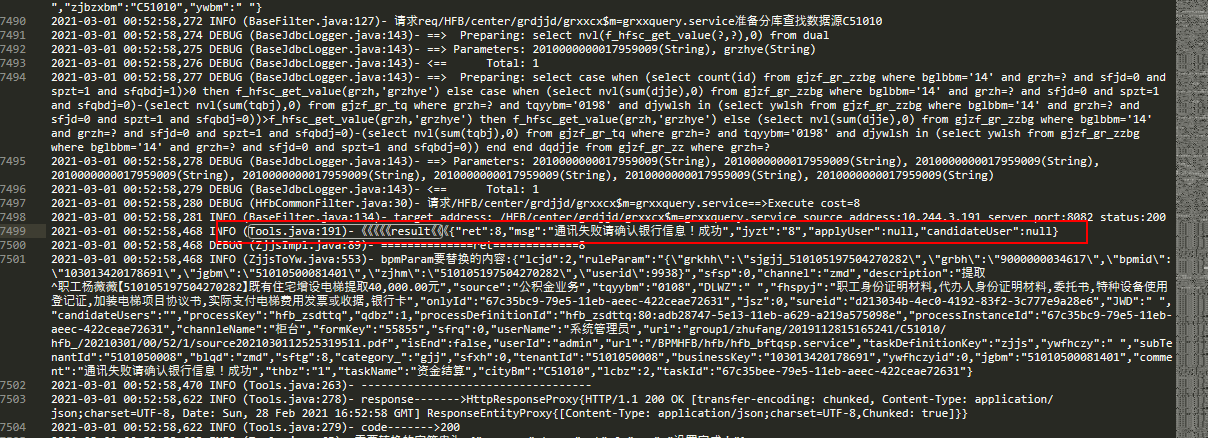 ","zjbzxbm":"C51010","ywbm":" "}
7490 2021-03-01 00:52:58,272 INFO (BaseFilter.java:127)- 请求req/HFB/center/grdjjd/grxxcx$m=grxxquery.service准备分库查找数据源C51010
7491 2021-03-01 00:52:58,274 DEBUG (BaseJdbcLogger.java:143)- ==>  Preparing: select nvl(f_hfsc_get_value(?,?),0) from dual
7492 2021-03-01 00:52:58,275 DEBUG (BaseJdbcLogger.java:143)- ==> Parameters: 2010000000017959009(String), grzhye(String)
7493 2021-03-01 00:52:58,276 DEBUG (BaseJdbcLogger.java:143)- <==      Total: 1
7494 2021-03-01 00:52:58,277 DEBUG (BaseJdbcLogger.java:143)- ==>  Preparing: select case when (select count(id) from gjzf_gr_zzbg where bglbbm='14' and grzh=? and sfjd=0 and
spzt=1 and sfqbdj=1)>0 then f_hfsc_get_value(grzh,'grzhye') else case when (select nvl(sum(djje),0) from gjzf_gr_zzbg where bglbbm='14' and grzh=? and sfjd=0 and spzt=1
and sfqbdj=0)-(select nvl(sum(tqbj),0) from gjzf_gr_tq where grzh=? and tqyybm='0198' and djywlsh in (select ywlsh from gjzf_gr_zzbg where bglbbm='14' and grzh=? and
sfjd=0 and spzt=1 and sfqbdj=0))>f_hfsc_get_value(grzh,'grzhye') then f_hfsc_get_value(grzh,'grzhye') else (select nvl(sum(djje),0) from gjzf_gr_zzbg where bglbbm='14'
and grzh=? and sfjd=0 and spzt=1 and sfqbdj=0)-(select nvl(sum(tqbj),0) from gjzf_gr_tq where grzh=? and tqyybm='0198' and djywlsh in (select ywlsh from gjzf_gr_zzbg
where bglbbm='14' and grzh=? and sfjd=0 and spzt=1 and sfqbdj=0)) end end dqdjje from gjzf_gr_zz where grzh=?
7495 2021-03-01 00:52:58,278 DEBUG (BaseJdbcLogger.java:143)- ==> Parameters: 2010000000017959009(String), 2010000000017959009(String), 2010000000017959009(String),
2010000000017959009(String), 2010000000017959009(String), 2010000000017959009(String), 2010000000017959009(String), 2010000000017959009(String)
7496 2021-03-01 00:52:58,279 DEBUG (BaseJdbcLogger.java:143)- <==      Total: 1
7497 2021-03-01 00:52:58,280 DEBUG (HfbCommonFilter.java:30)- 请求/HFB/center/grdjjd/grxxcx$m=grxxquery.service==>Execute cost=8
7498 2021-03-01 00:52:58,281 INFO (BaseFilter.java:134)- target address: /HFB/center/grdjjd/grxxcx$m=grxxquery.service source address:10.244.3.191 server port:8082 status:200
7499 2021-03-01 00:52:58,468 INFO (Tools.java:191)- 《《《《《result《《《{"ret":8,"msg":"通讯失败请确认银行信息！成功","jyzt":"8","applyUser":null,"candidateUser":null}
7500 2021-03-01 00:52:58,468 DEBUG (ZjjsImpl.java:89)- ==============ret============8
7501 2021-03-01 00:52:58,468 INFO (ZjjsToYw.java:553)- bpmParam要替换的内容:{"lcjd":2,"ruleParam":"{\"grkhh\":\"sjgjj_510105197504270282\",\"grbh\":\"9000000034617\",\"bpmid\":
\"103013420178691\",\"jgbm\":\"51010500081401\",\"zjhm\":\"510105197504270282\",\"userid\":9938}","sfsp":0,"channel":"zmd","description":"提取
^职工杨薇薇【510105197504270282】既有住宅增设电梯提取40,000.00元","source":"公积金业务","tqyybm":"0108","DLWZ":" ","fhspyj":"职工身份证明材料,代办人身份证明材料,委托书,特种设备使用
登记证,加装电梯项目协议书,实际支付电梯费用发票或收据,银行卡","onlyId":"67c35bc9-79e5-11eb-aeec-422ceae72631","jsz":0,"sureid":"d213034b-4ec0-4192-83f2-3c777e9a28e6","JWD":" ",
"candidateUsers":"","processKey":"hfb_zsdttq","qdbz":1,"processDefinitionId":"hfb_zsdttq:80:adb28747-5e13-11eb-a629-a219a575098e","processInstanceId":"67c35bc9-79e5-11eb-
aeec-422ceae72631","channleName":"柜台","formKey":"55855","sfrq":0,"userName":"系统管理员","uri":"group1/zhufang/2019112815165241/C51010/
hfb_/20210301/00/52/1/source2021030112525319511.pdf","isEnd":false,"userId":"admin","url":"/BPMHFB/hfb/hfb_bftqsp.service","taskDefinitionKey":"zjjs","ywfhczy":" ","subTe
nantId":"5101050008","blqd":"zmd","sftg":8,"category_":"gjj","sfxh":0,"tenantId":"5101050008","businessKey":"103013420178691","ywfhczyid":0,"jgbm":"51010500081401","comme
nt":"通讯失败请确认银行信息！成功","thbz":"1","taskName":"资金结算","cityBm":"C51010","lcbz":2,"taskId":"67c35bee-79e5-11eb-aeec-422ceae72631"}
7502 2021-03-01 00:52:58,470 INFO (Tools.java:263)- -----------------------------------
7503 2021-03-01 00:52:58,622 INFO (Tools.java:278)- response------->HttpResponseProxy{HTTP/1.1 200 OK [transfer-encoding: chunked, Content-Type: application/
json;charset=UTF-8, Date: Sun, 28 Feb 2021 16:52:58 GMT] ResponseEntityProxy{[Content-Type: application/json;charset=UTF-8,Chunked: true]}}
7504 2021-03-01 00:52:58,622 INFO (Tools.java:279)- code------->200